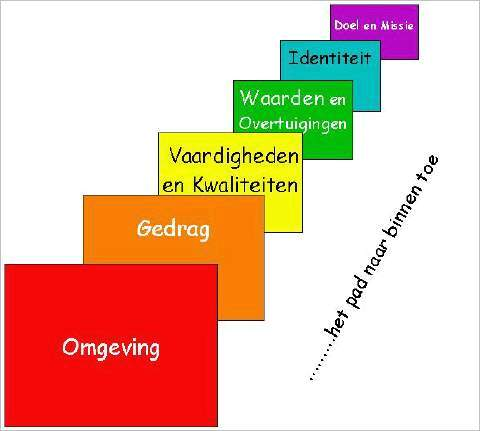 Doel en Missie
Identiteit
Waarden en
Overtuigingen
Vaardigheden
en Kwaliteiten
Gedrag
Omgeving
.........het pad naar binnen toe